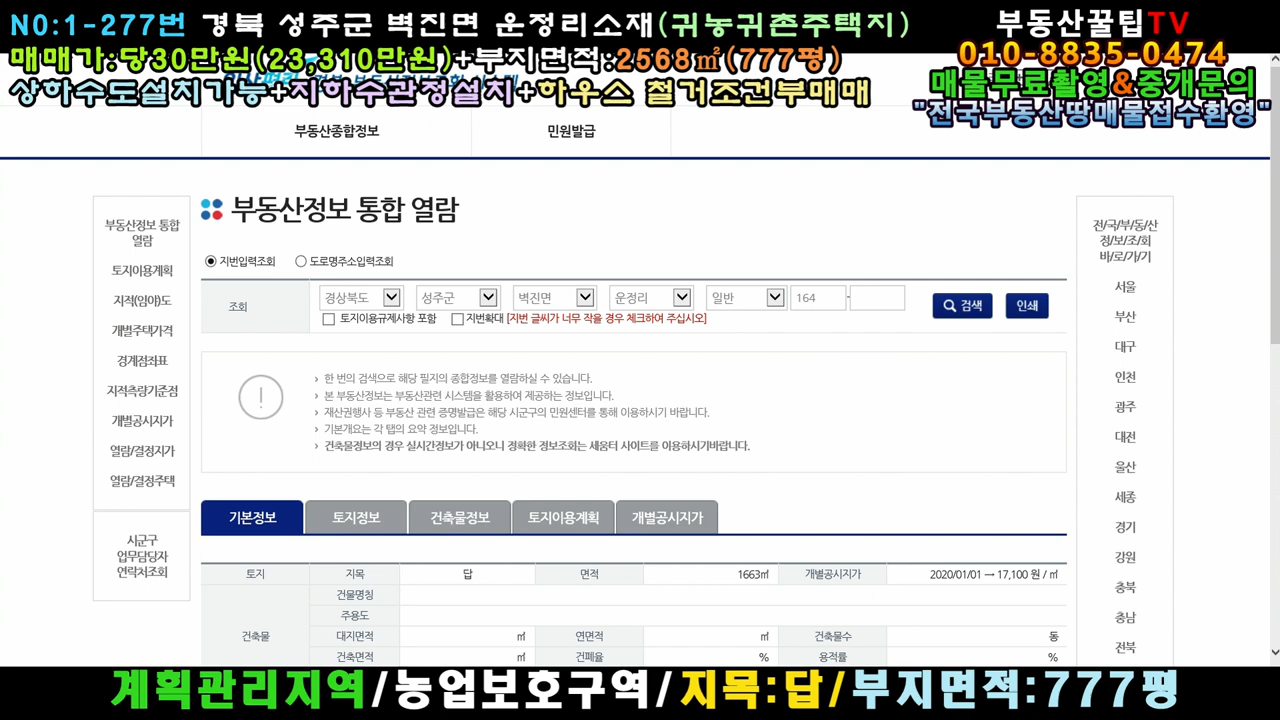 NO:1-277번 경북 성주군 벽진면 운정리소재(귀농귀촌주택지)
매매가:당30만원(23,310만원)+부지면적:2568㎡(777평)
상하수도설치가능+지하수관정설치+하우스 철거조건부매매
부동산꿀팁TV
010-8835-0474
매물무료촬영&중개문의
"전국부동산땅매물접수환영"
부동산종합정보 민원발급
부동산정보 통합 열람
토지이용계획
지적(임야)도
개별주택가격
경계점좌표
지적측량기준점
개별공시지가
열람/결정지가
열람/결정주택
시군구
업무담당자
연락처조회
부동산정보 통합 열람
지번입력조회 도로명주소입력조회
조회 경상북도 성주군 벽진면 운정리 일반 164 - 검색 인쇄
토지이용규제사항 포함 지번확대 [지번 글씨가 너무 작을 경우 체크하여 주십시오]
› 한 번의 검색으로 해당 필지의 종합정보를 열람하실 수 있습니다.
› 본 부동산정보는 부동산관련 시스템을 활용하여 제공하는 정보입니다.
› 재산권행사 등 부동산 관련 증명발급은 해당 시군구의 민원센터를 통해 이용하시기 바랍니다.
› 기본개요는 각 탭의 요약 정보입니다.
› 건축물정보의 경우 실시간정보가 아니오니 정확한 정보조회는 세움터 사이트를 이용하시기바랍니다.
기본정보 토지정보 건축물정보 토지이용계획 개별공시지가
토지 지목 답 면적 1663㎡ 개별공시지가 2020/01/01 → 17,100 원 / ㎡
건물명칭
주용도
건축물 대지면적 ㎡ 연면적 ㎡ 건축물수 동
건축면적 ㎡ 건폐율 % 용적률 %
전/국/부/동/산
정/보/조/회
바/로/가/기
서울
부산
대구
인천
광주
대전
울산
세종
경기
강원
충북
충남
전북
계획관리지역/농업보호구역/지목:답/부지면적:777평